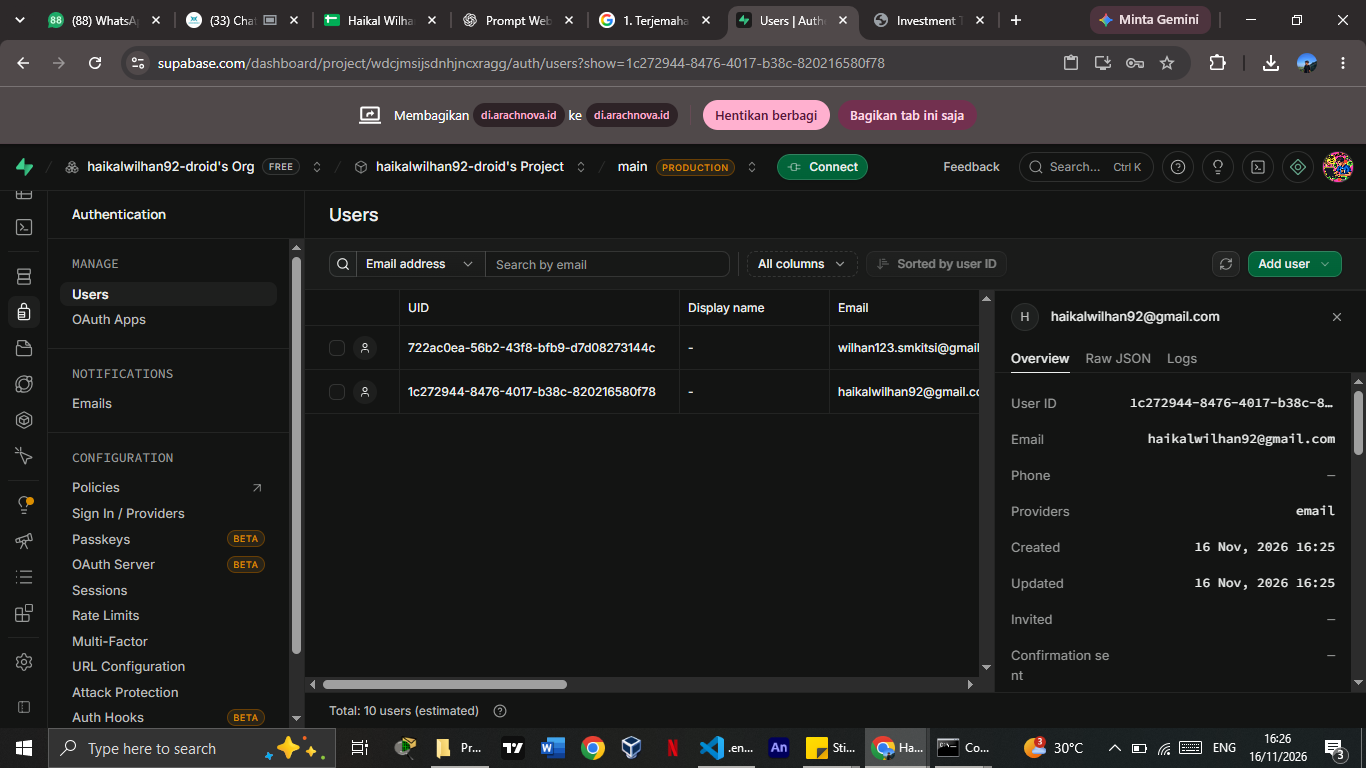 88
(88) WhatsA
(33) Chat
Haikal Wilha
Prompt Web
1. Terjemaha
Users | Auth
Investment T
Minta Gemini
supabase.com/dashboard/project/wdcjmsijsdnhjncxragg/auth/users?show=1c272944-8476-4017-b38c-820216580f78
Membagikan di.arachnova.id ke di.arachnova.id
Hentikan berbagi
Bagikan tab ini saja
haikalwilhan92-droid's Org FREE
haikalwilhan92-droid's Project
main PRODUCTION
Connect
Feedback
Search... Ctrl K
Authentication
MANAGE
Users
OAuth Apps
NOTIFICATIONS
Emails
CONFIGURATION
Policies
Sign In / Providers
Passkeys BETA
OAuth Server BETA
Sessions
Rate Limits
Multi-Factor
URL Configuration
Attack Protection
Auth Hooks BETA
Users
Email address Search by email All columns Sorted by user ID Add user
UID Display name Email
722ac0ea-56b2-43f8-bfb9-d7d08273144c - wilhan123.smkitsi@gmail
1c272944-8476-4017-b38c-820216580f78 - haikalwilhan92@gmail.co
Total: 10 users (estimated)
H haikalwilhan92@gmail.com
Overview Raw JSON Logs
User ID 1c272944-8476-4017-b38c-8…
Email haikalwilhan92@gmail.com
Phone –
Providers email
Created 16 Nov, 2026 16:25
Updated 16 Nov, 2026 16:25
Invited –
Confirmation se
nt –
Type here to search
Pr...
.en...
An
Sti...
Ha...
Co...
3
30°C
ENG
16:26
16/11/2026
3